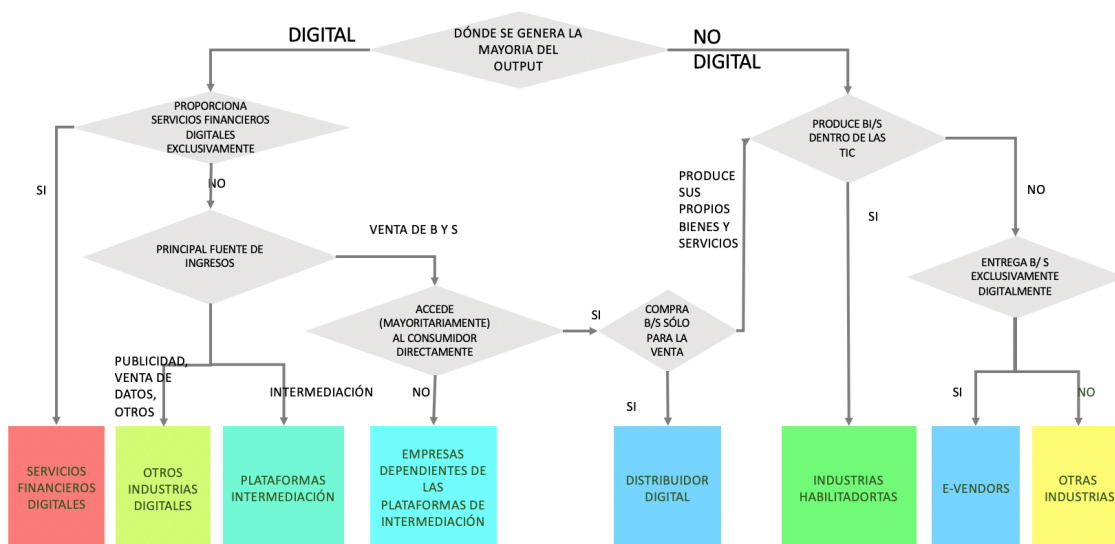 DIGITAL
DÓNDE SE GENERA LA
MAYORIA DEL
OUTPUT
NO
DIGITAL
PROPORCIONA
SERVICIOS FINANCIEROS
DIGITALES
EXCLUSIVAMENTE
PRODUCE BI/S
DENTRO DE LAS
TIC
SI
NO
PRODUCE
SUS
PROPIOS
BIENES Y
SERVICIOS
SI
NO
PRINCIPAL FUENTE DE
INGRESOS
VENTA DE B Y S
ENTREGA B/ S
EXCLUSIVAMENTE
DIGITALMENTE
ACCEDE
(MAYORITARIAMENTE)
AL CONSUMIDOR
DIRECTAMENTE
SI
COMPRA
B/S SÓLO
PARA LA
VENTA
PUBLICIDAD,
VENTA DE
DATOS,
OTROS
INTERMEDIACIÓN
NO
SI
SI
NO
SERVICIOS
FINANCIEROS
DIGITALES
OTROS
INDUSTRIAS
DIGITALES
PLATAFORMAS
INTERMEDIACIÓN
EMPRESAS
DEPENDIENTES DE
LAS
PLATAFORMAS DE
INTERMEDIACIÓN
DISTRIBUIDOR
DIGITAL
INDUSTRIAS
HABILITADORTAS
E-VENDORS
OTRAS
INDUSTRIAS